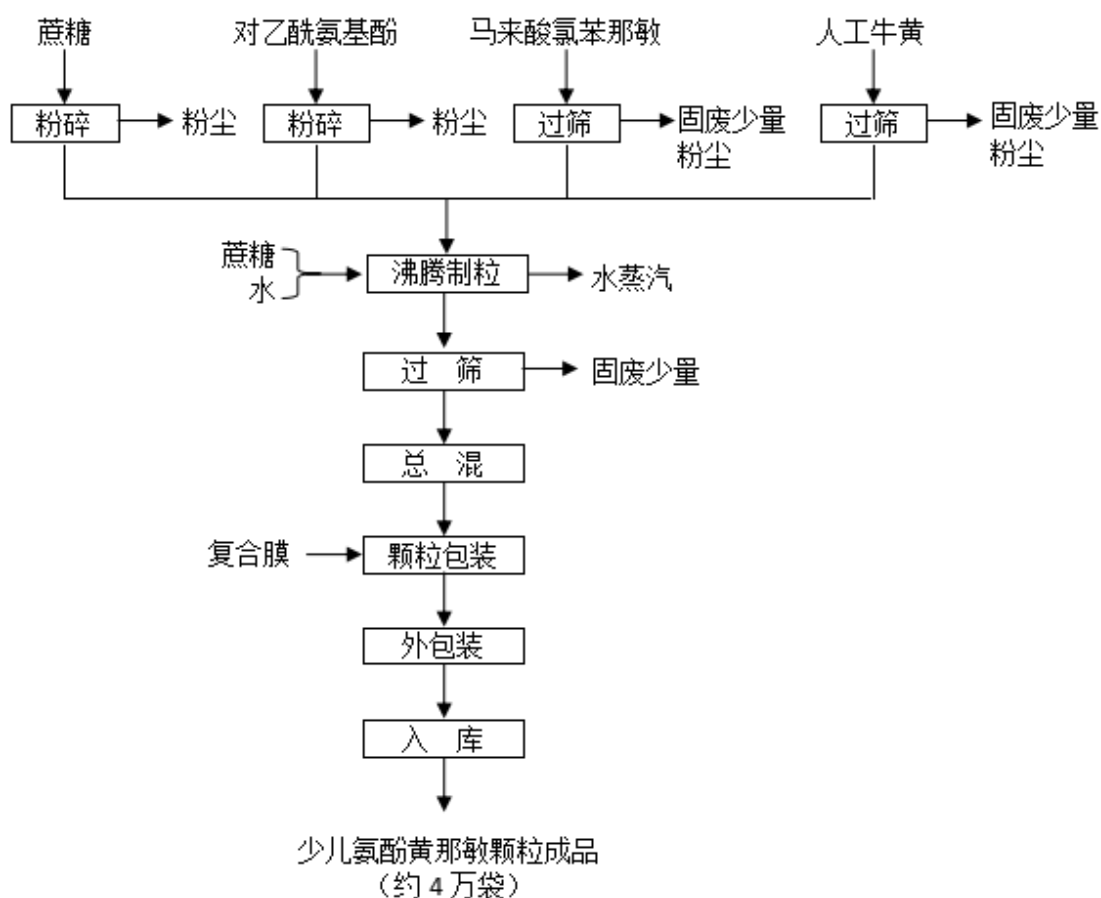 蔗糖
对乙酰氨基酚
马来酸氯苯那敏
人工牛黄
粉碎
粉尘
粉碎
粉尘
过筛
固废少量
粉尘
过筛
固废少量
粉尘
蔗糖
水
沸腾制粒
水蒸汽
过 筛
固废少量
总 混
复合膜
颗粒包装
外包装
入 库
少儿氨酚黄那敏颗粒成品
（约 4 万袋）